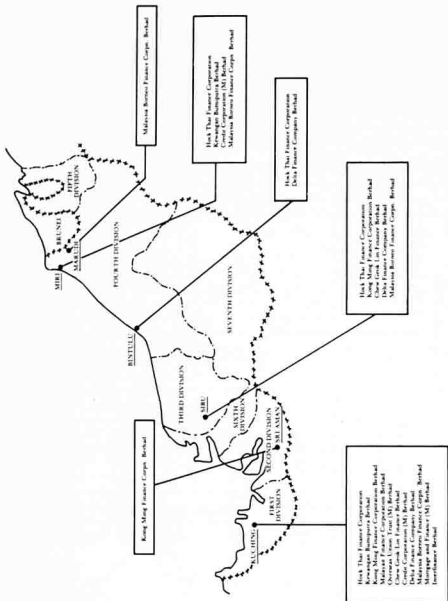 Malaysia Borneo Finance Corpn. Berhad
Hock Thai Finance Corporation
Kewangan Bumiputra Berhad
Credit Corporation (M) Berhad
Malaysia Borneo Finance Corpn. Berhad
Hock Thai Finance Corporation
Delta Finance Company Berhad
Hock Thai Finance Corporation
Kong Ming Finance Corporation Berhad
Chew Geok Lin Finance Berhad
Delta Finance Company Berhad
Malaysia Borneo Finance Corpn. Berhad
Kong Ming Finance Corpn. Berhad
Hock Thai Finance Corporation
Kewangan Bumiputra Berhad
Kong Ming Finance Corporation Berhad
Malayan Finance Corporation Berhad
Overseas Union Trust (M) Berhad
Chew Geok Lin Finance Berhad
Credit Corporation (M) Berhad
Delta Finance Company Berhad
Malaysia Borneo Finance Corpn. Berhad
Mortgage and Finance (M) Berhad
Interfinance Berhad
FIFTH
DIVISION
BRUNEI
MIRI
MARUDI
FOURTH DIVISION
BINTULU
SEVENTH DIVISION
THIRD DIVISION
SIBU
SIXTH
DIVISION
SECOND DIVISION
SRI AMAN
FIRST
DIVISION
KUCHING